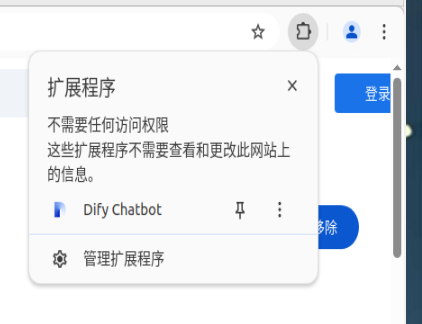 扩展程序
登录
不需要任何访问权限
这些扩展程序不需要查看和更改此网站上
的信息。
Dify Chatbot
移除
管理扩展程序